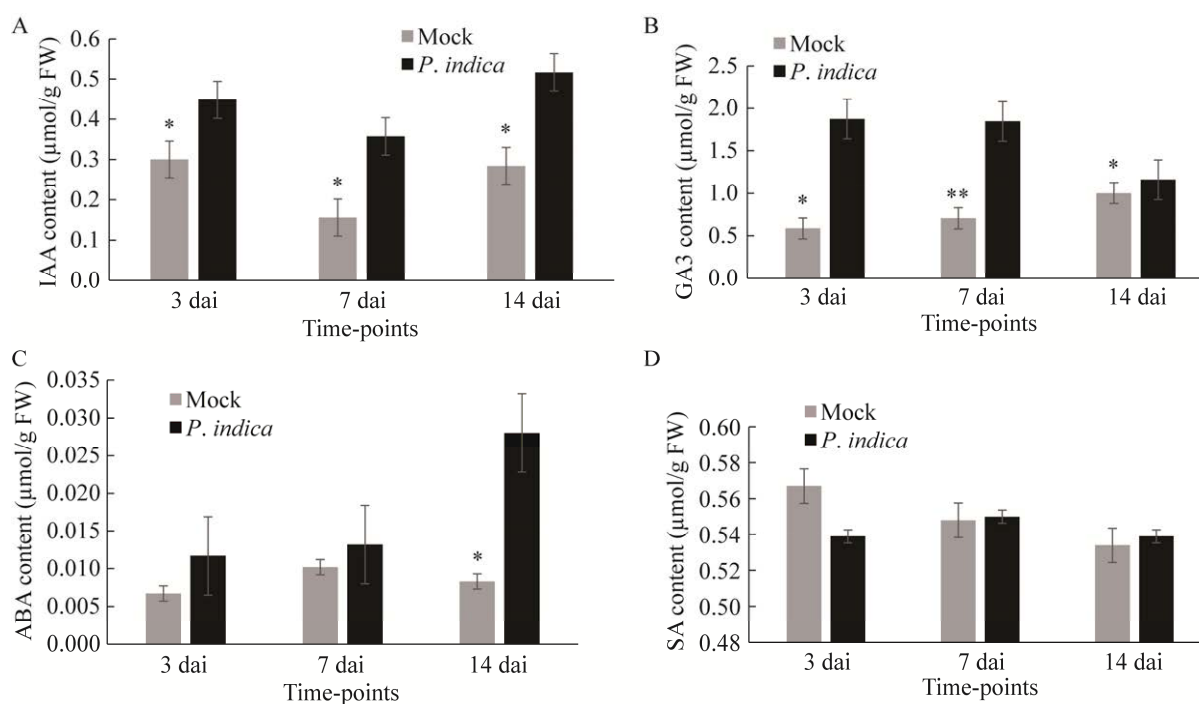 A
IAA content (μmol/g FW)
0.6
0.5
0.4
0.3
0.2
0.1
0.0
Mock
P. indica
*
*
*
3 dai
7 dai
14 dai
Time-points
B
GA3 content (μmol/g FW)
2.5
2.0
1.5
1.0
0.5
0.0
Mock
P. indica
*
**
*
3 dai
7 dai
14 dai
Time-points
C
ABA content (μmol/g FW)
0.035
0.030
0.025
0.020
0.015
0.010
0.005
0.000
Mock
P. indica
*
3 dai
7 dai
14 dai
Time-points
D
SA content (μmol/g FW)
0.60
0.58
0.56
0.54
0.52
0.50
0.48
Mock
P. indica
3 dai
7 dai
14 dai
Time-points